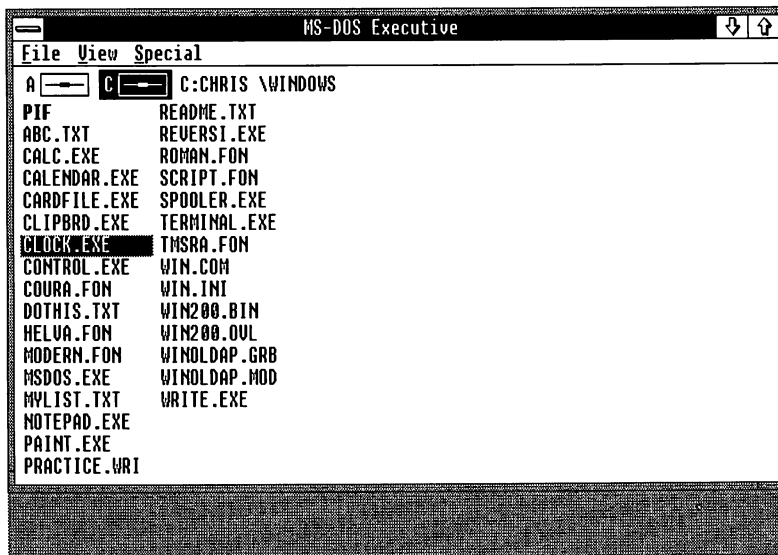 MS-DOS Executive
File View Special
A C C:CHRIS \WINDOWS
PIF
ABC.TXT
CALC.EXE
CALENDAR.EXE
CARDFILE.EXE
CLIPBRD.EXE
CLOCK.EXE
CONTROL.EXE
COURA.FON
DOTHIS.TXT
HELVA.FON
MODERN.FON
MSDOS.EXE
MYLIST.TXT
NOTEPAD.EXE
PAINT.EXE
PRACTICE.WRI
README.TXT
REVERSI.EXE
ROMAN.FON
SCRIPT.FON
SPOOLER.EXE
TERMINAL.EXE
TMSRA.FON
WIN.COM
WIN.INI
WIN200.BIN
WIN200.OVL
WINOLDAP.GRB
WINOLDAP.MOD
WRITE.EXE